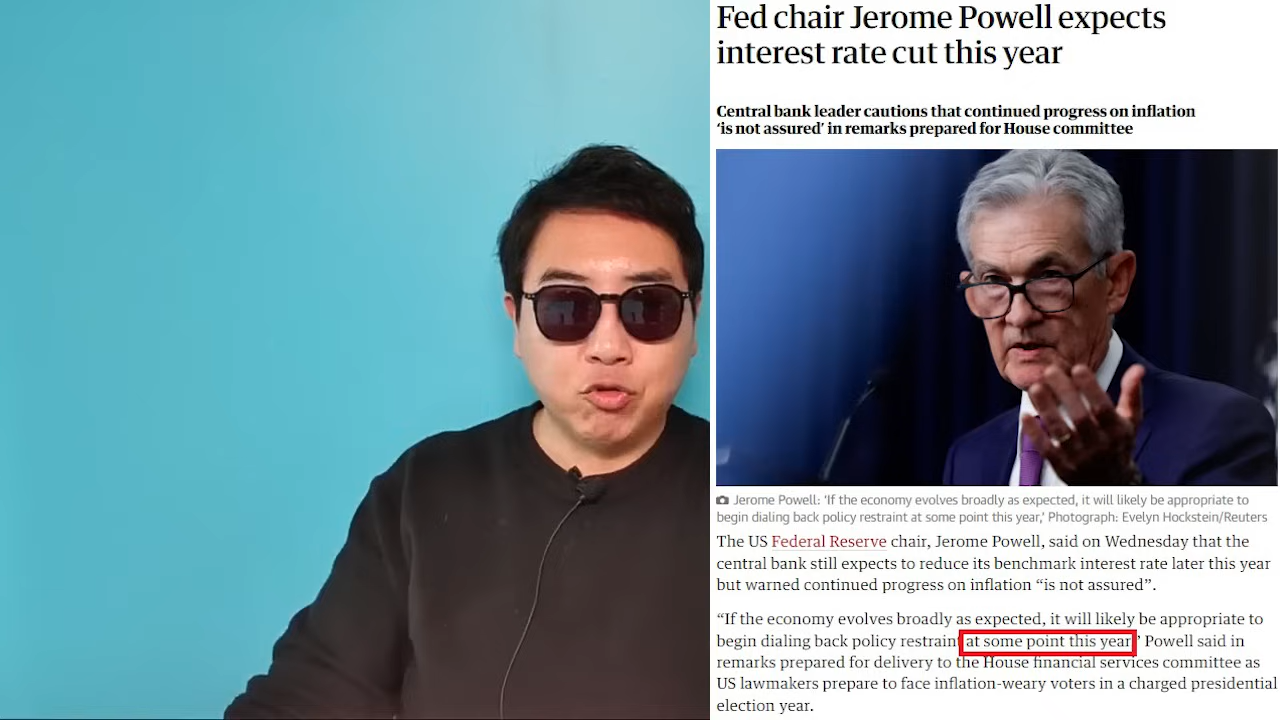 Fed chair Jerome Powell expects
interest rate cut this year
Central bank leader cautions that continued progress on inflation
‘is not assured’ in remarks prepared for House committee
Jerome Powell: ‘If the economy evolves broadly as expected, it will likely be appropriate to
begin dialing back policy restraint at some point this year,’ Photograph: Evelyn Hockstein/Reuters
The US Federal Reserve chair, Jerome Powell, said on Wednesday that the
central bank still expects to reduce its benchmark interest rate later this year
but warned continued progress on inflation “is not assured”.
“If the economy evolves broadly as expected, it will likely be appropriate to
begin dialing back policy restraint at some point this year,” Powell said in
remarks prepared for delivery to the House financial services committee as
US lawmakers prepare to face inflation-weary voters in a charged presidential
election year.